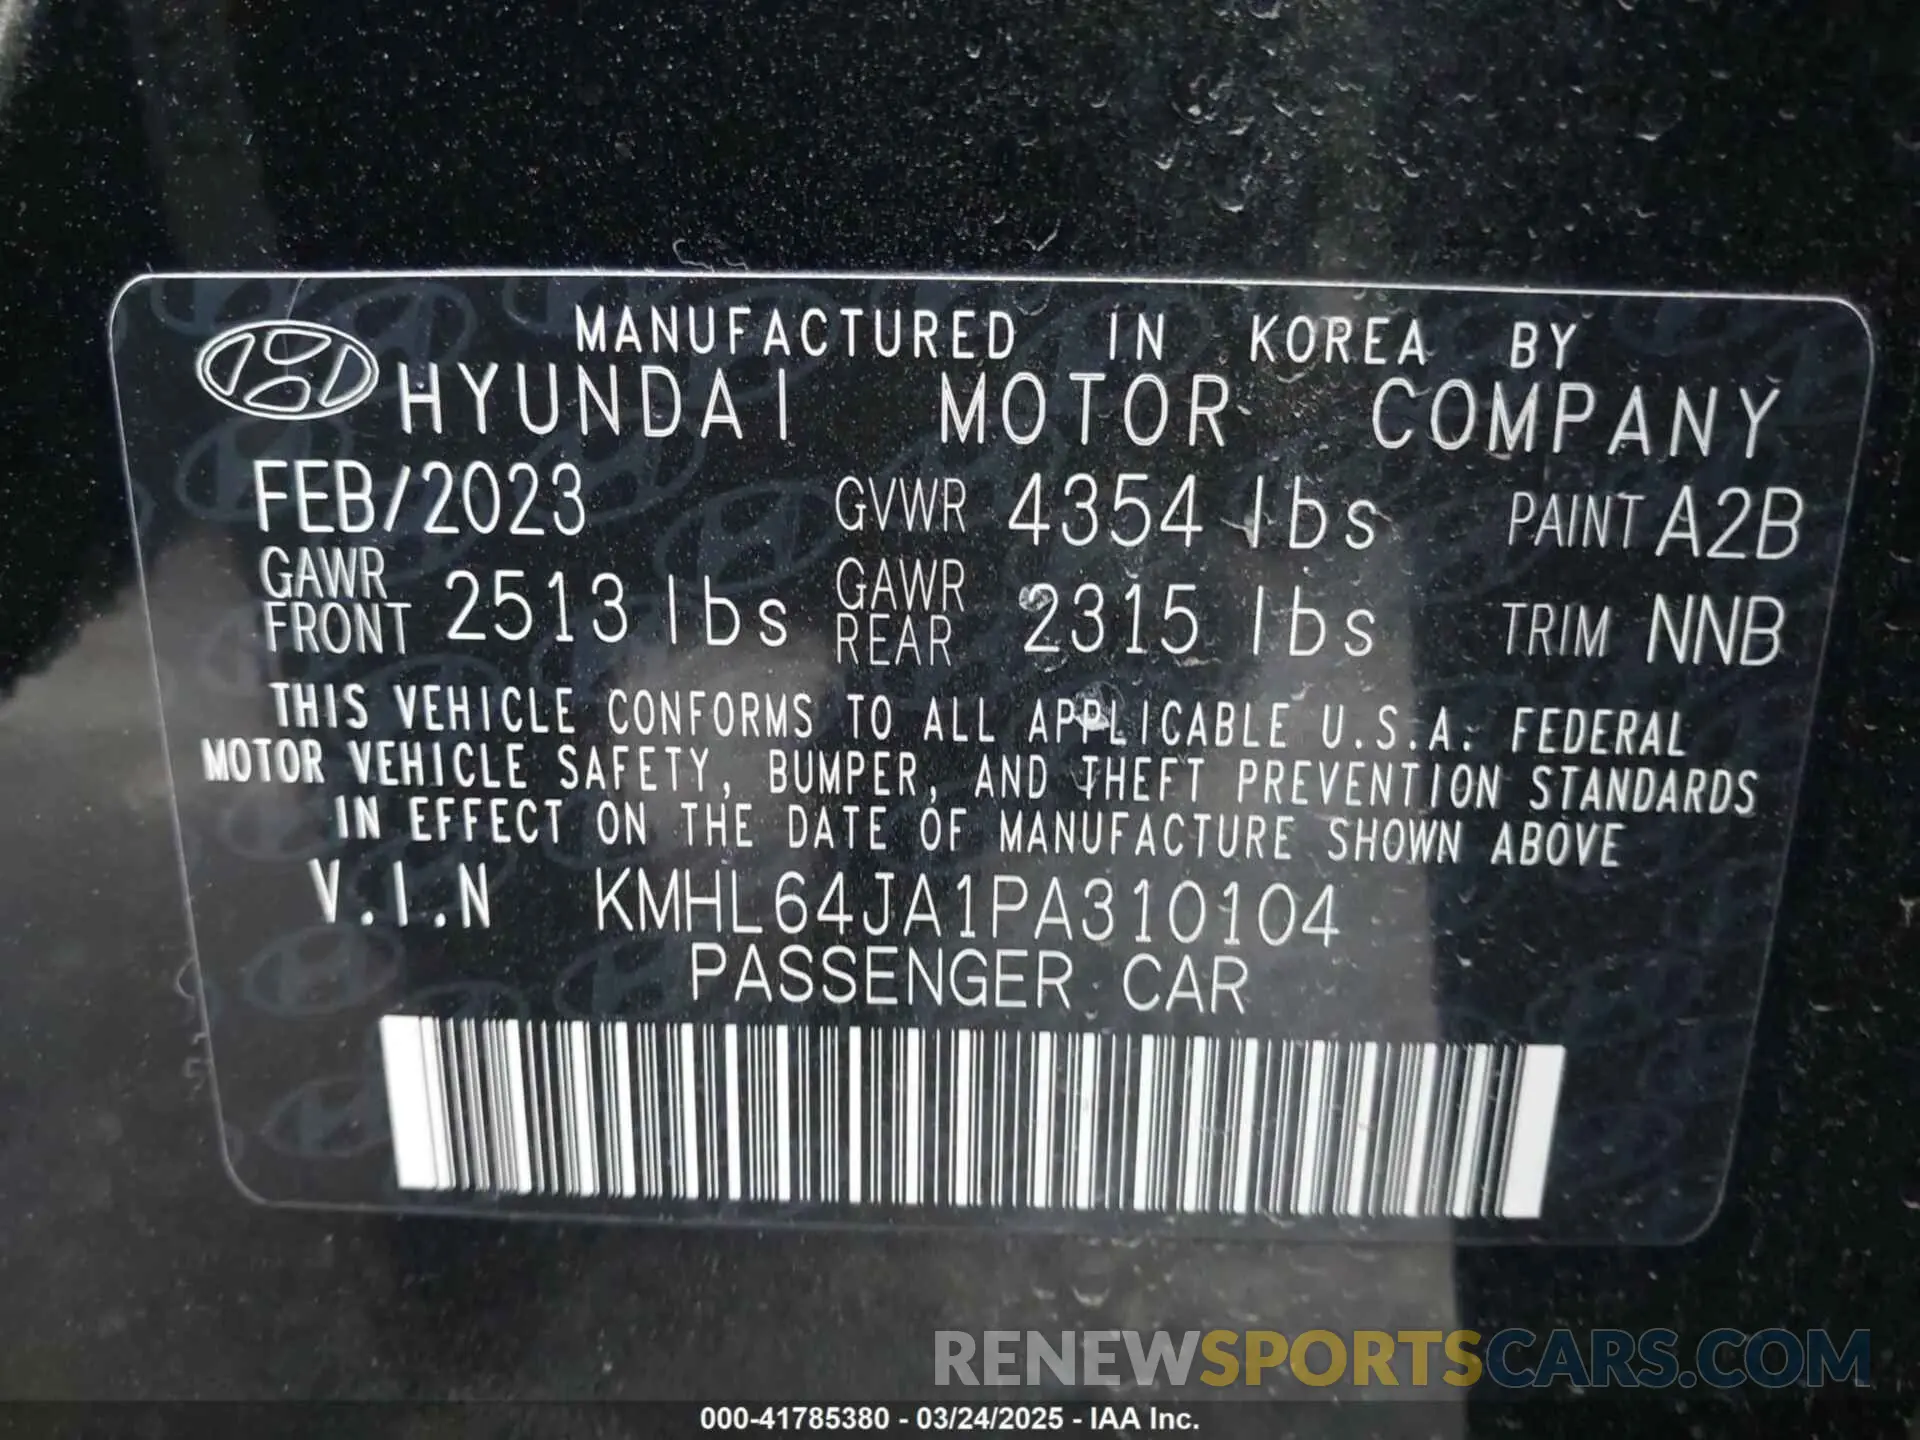 MANUFACTURED IN KOREA BY
HYUNDAI MOTOR COMPANY
FEB/2023 GVWR 4354 lbs PAINT A2B
GAWR FRONT 2513 lbs GAWR REAR 2315 lbs TRIM NNB
THIS VEHICLE CONFORMS TO ALL APPLICABLE U.S.A. FEDERAL
MOTOR VEHICLE SAFETY, BUMPER, AND THEFT PREVENTION STANDARDS
IN EFFECT ON THE DATE OF MANUFACTURE SHOWN ABOVE
V.I.N KMHL64JA1PA310104
PASSENGER CAR
RENEWSPORTSCARS.COM
000-41785380 - 03/24/2025 - IAA Inc.